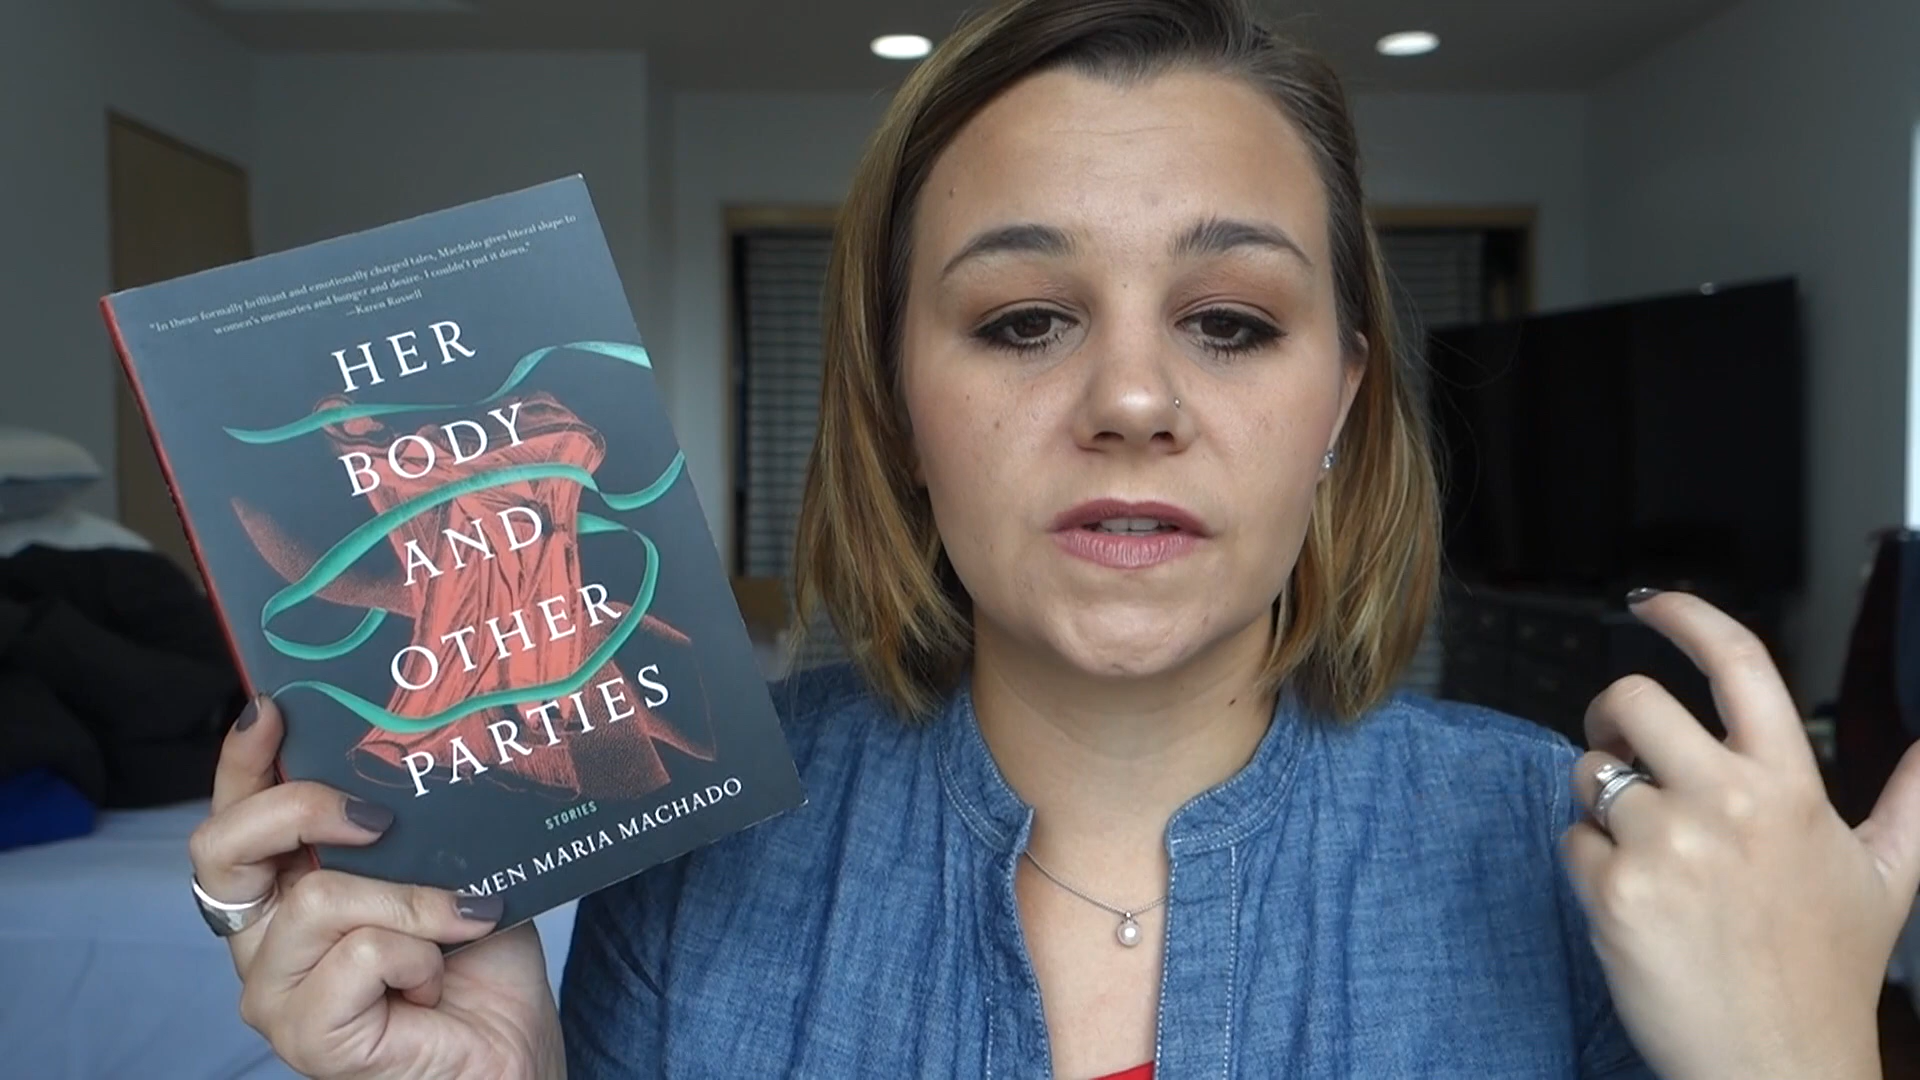 "In these formally brilliant and emotionally charged tales, Machado gives literal shape to
women's memories and hunger and desire. I couldn't put it down."
—Karen Russell
HER
BODY
AND
OTHER
PARTIES
STORIES
MEN MARIA MACHADO